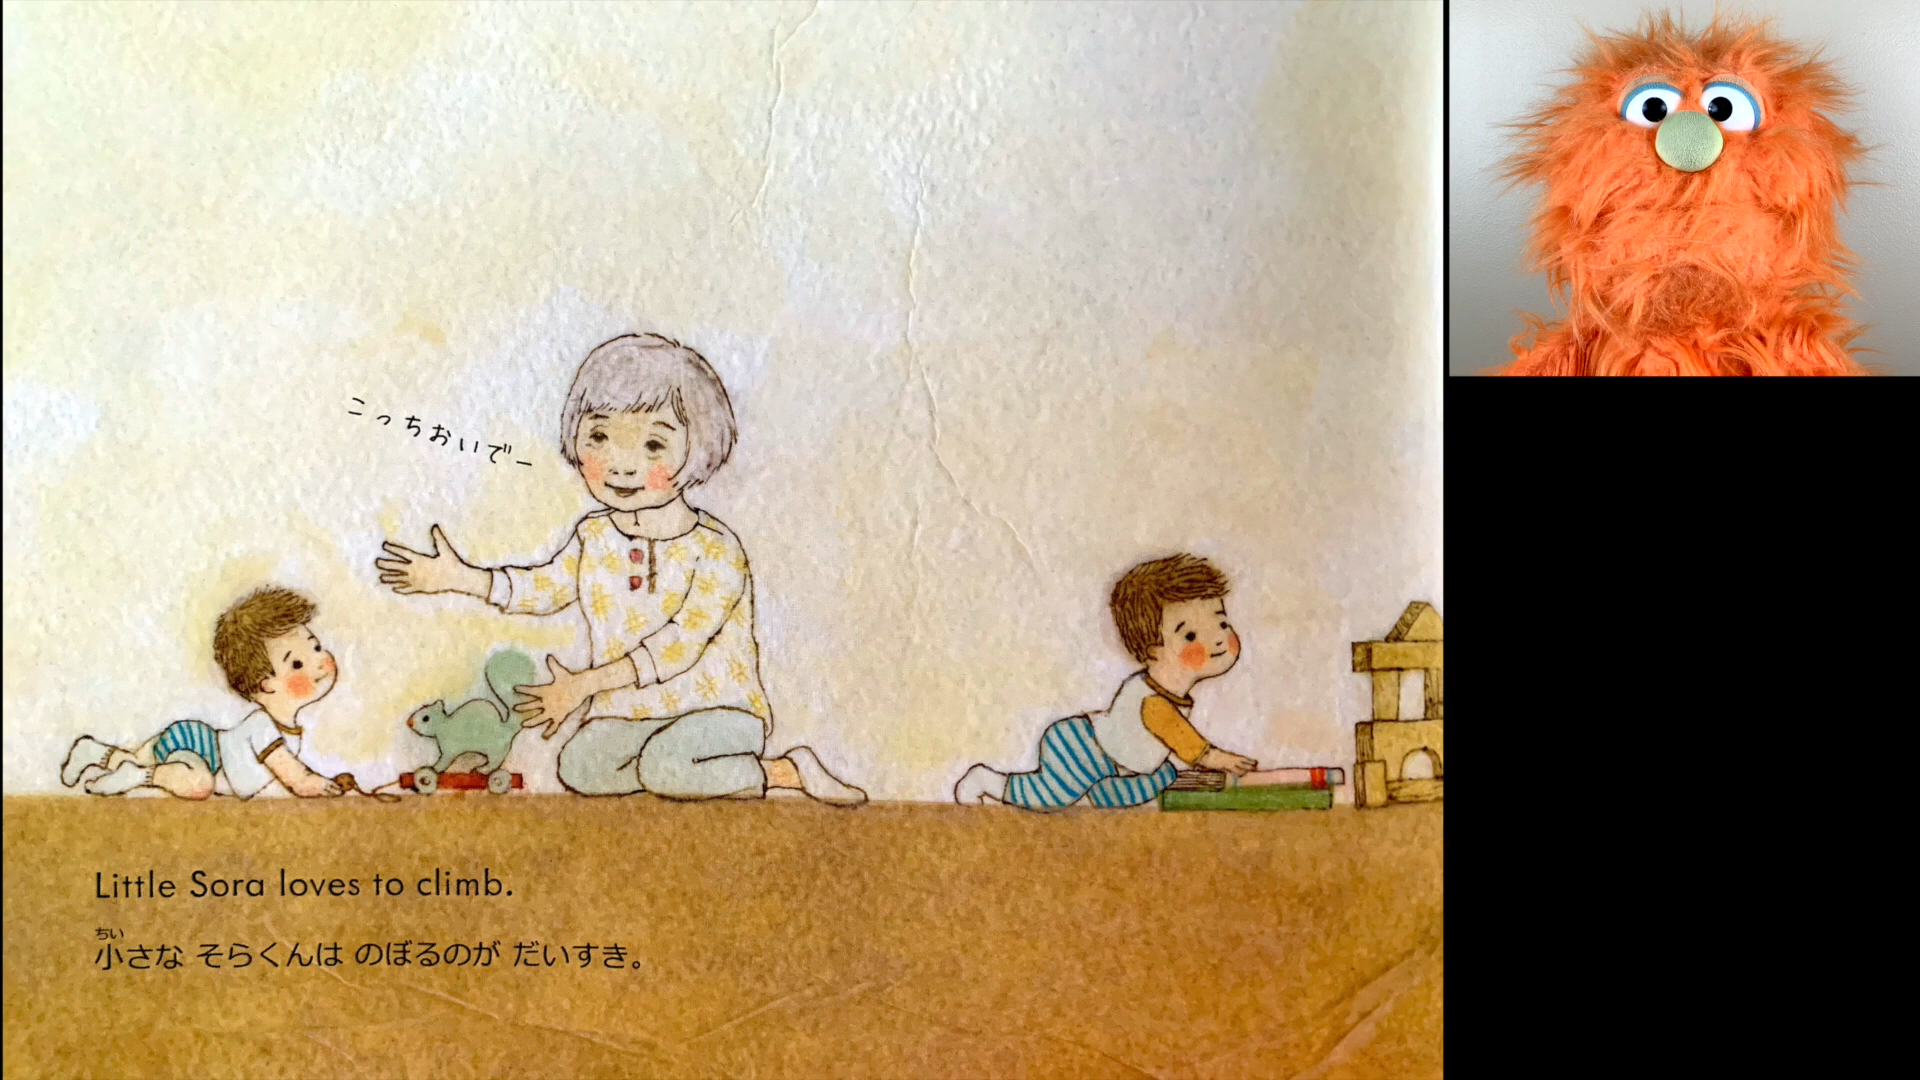 こっちおいでー
Little Sora loves to climb.
ちい
小さな そらくんは のぼるのが だいすき。